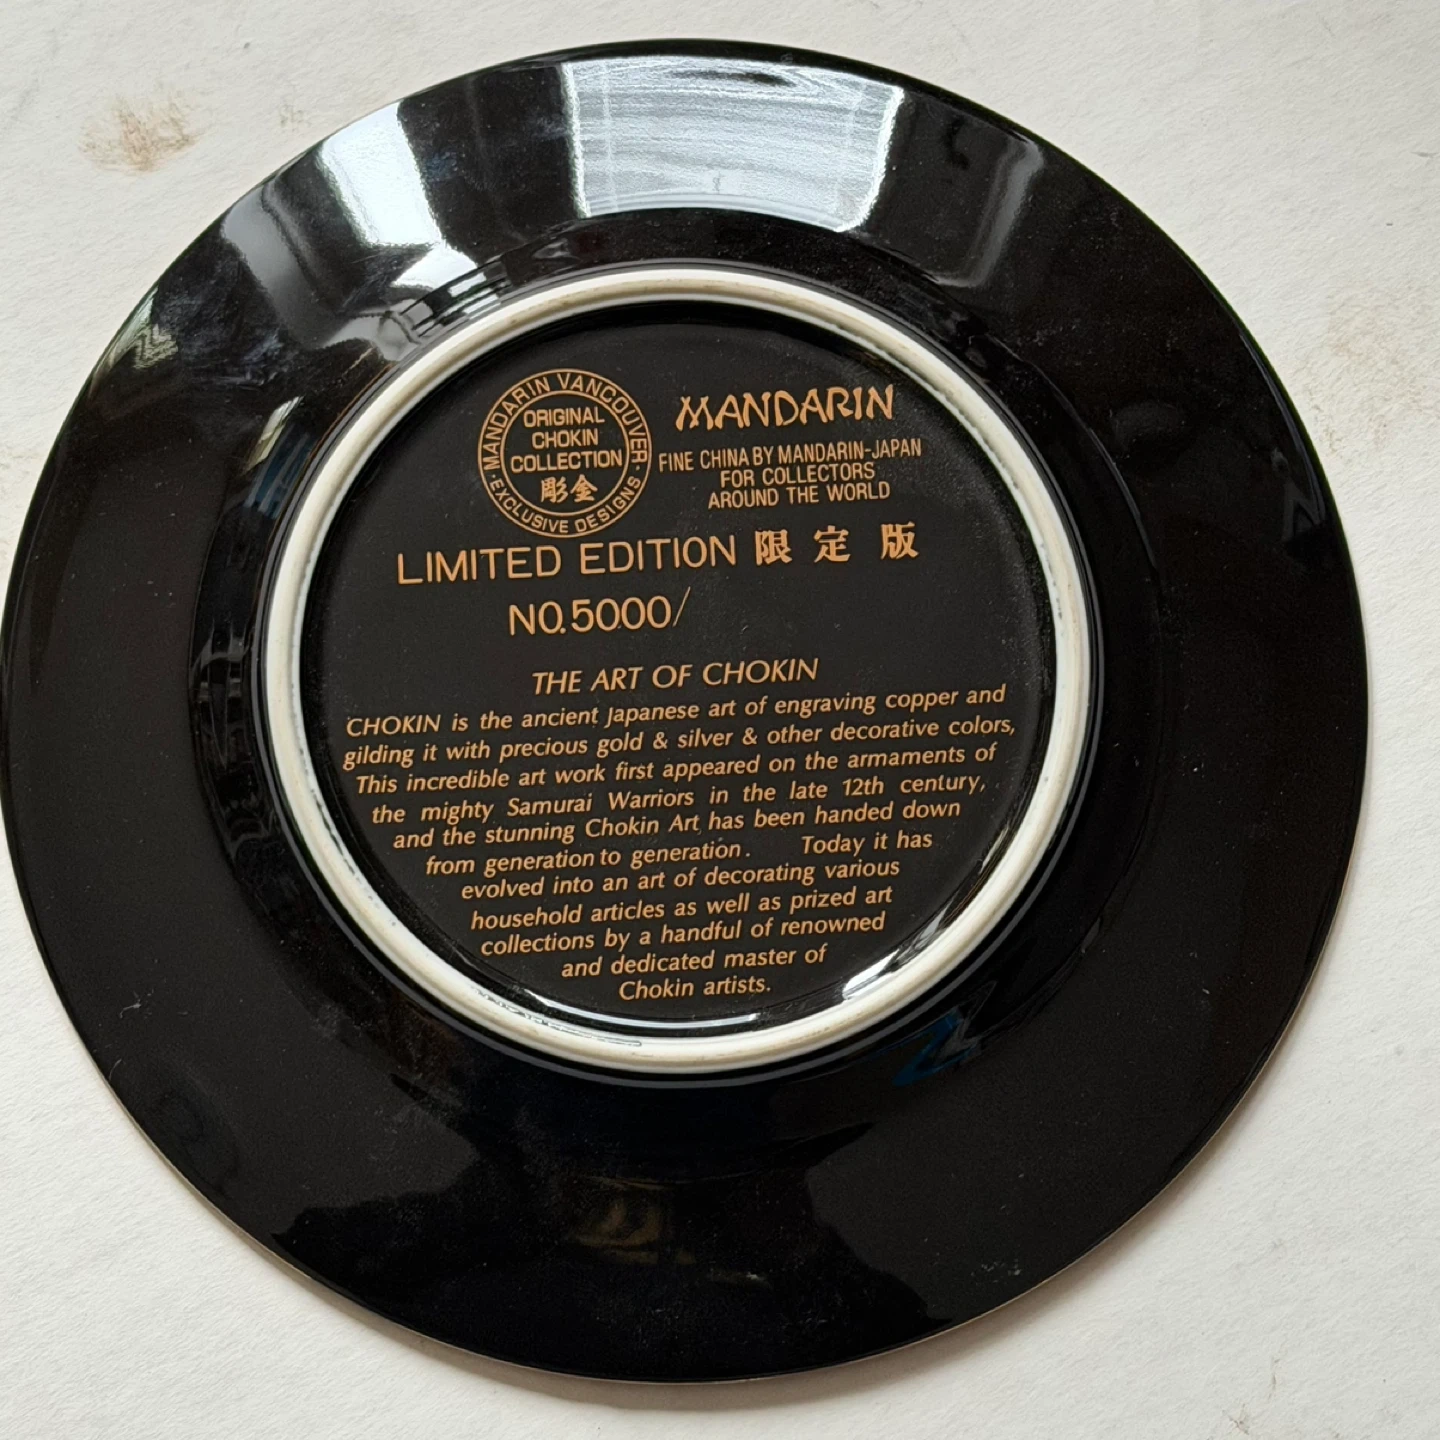 MANDARIN VANCOUVER
ORIGINAL
CHOKIN
COLLECTION
彫金
· EXCLUSIVE DESIGNS ·
MANDARIN
FINE CHINA BY MANDARIN-JAPAN
FOR COLLECTORS
AROUND THE WORLD
LIMITED EDITION 限定版
NO.5000/
THE ART OF CHOKIN
CHOKIN is the ancient Japanese art of engraving copper and
gilding it with precious gold & silver & other decorative colors,
This incredible art work first appeared on the armaments of
the mighty Samurai Warriors in the late 12th century,
and the stunning Chokin Art has been handed down
from generation to generation. Today it has
evolved into an art of decorating various
household articles as well as prized art
collections by a handful of renowned
and dedicated master of
Chokin artists.